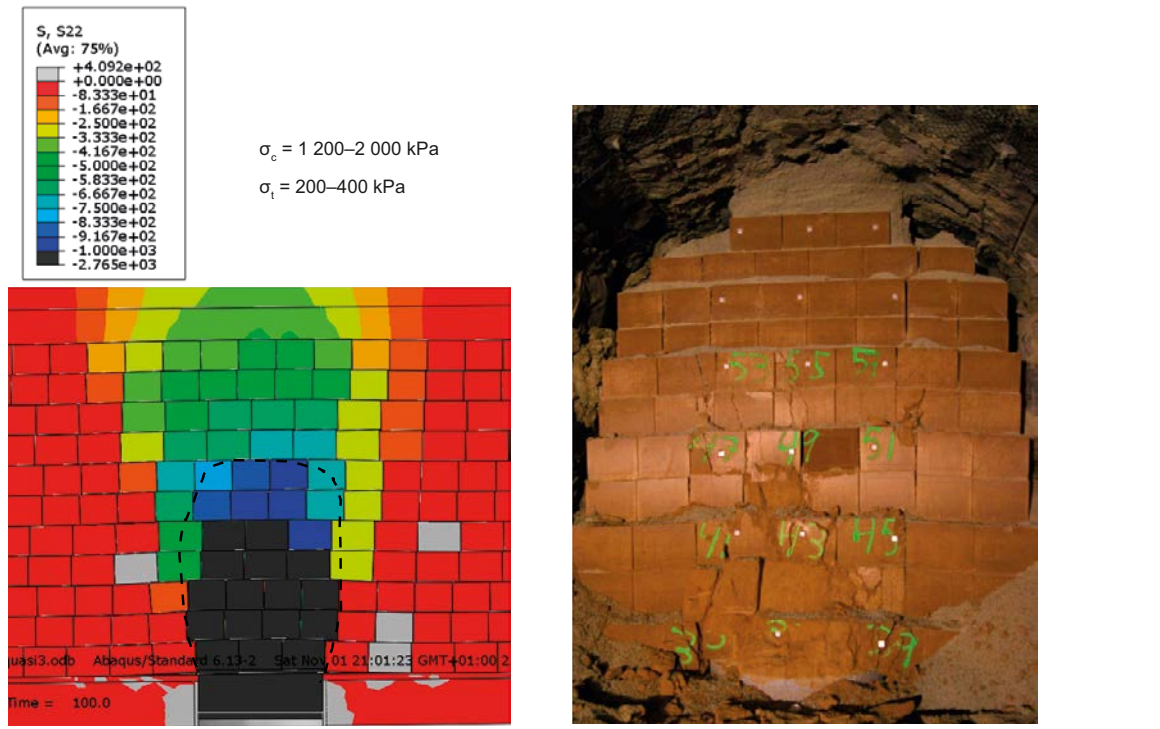 S, S22
(Avg: 75%)
+4.092e+02
+0.000e+00
-8.333e+01
-1.667e+02
-2.500e+02
-3.333e+02
-4.167e+02
-5.000e+02
-5.833e+02
-6.667e+02
-7.500e+02
-8.333e+02
-9.167e+02
-1.000e+03
-2.765e+03
σc = 1 200–2 000 kPa
σt = 200–400 kPa
55
47 49 51
43 45
uasi3.odb Abaqus/Standard 6.13-2 Sat Nov 01 21:01:23 GMT+01:00 2
Time = 100.0